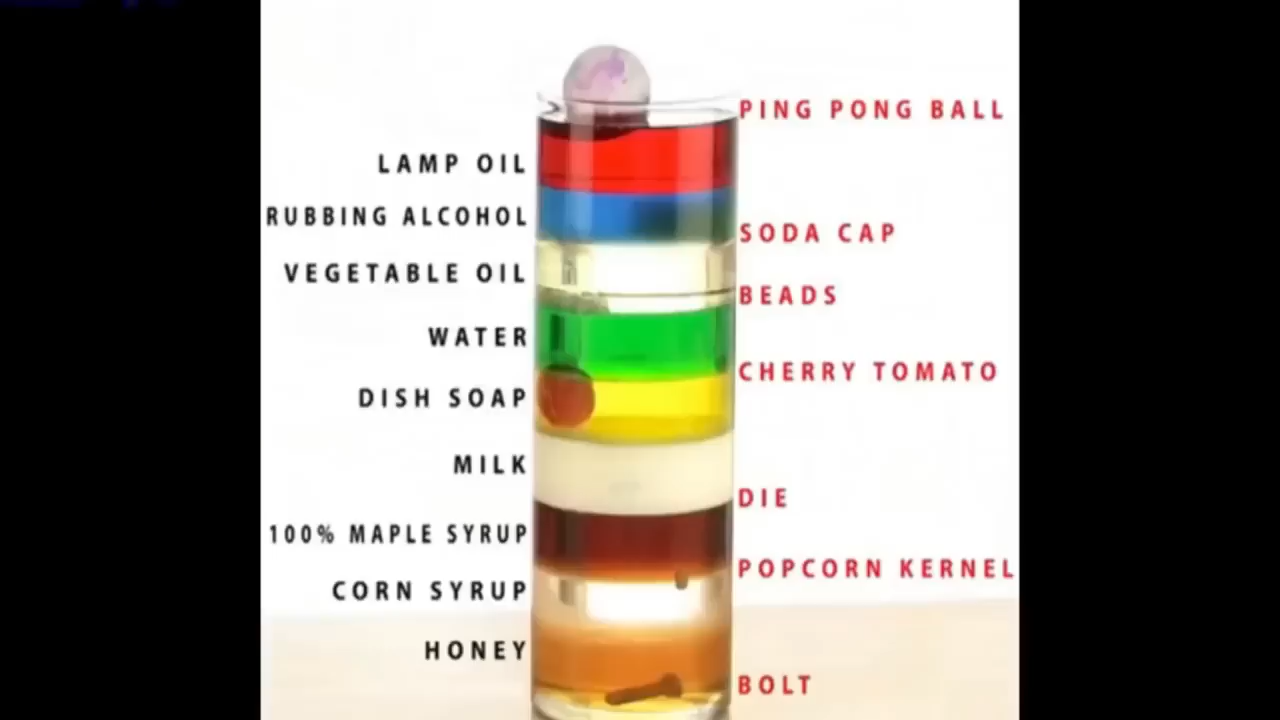 PING PONG BALL
LAMP OIL
RUBBING ALCOHOL
SODA CAP
VEGETABLE OIL
BEADS
WATER
CHERRY TOMATO
DISH SOAP
MILK
DIE
100% MAPLE SYRUP
POPCORN KERNEL
CORN SYRUP
HONEY
BOLT